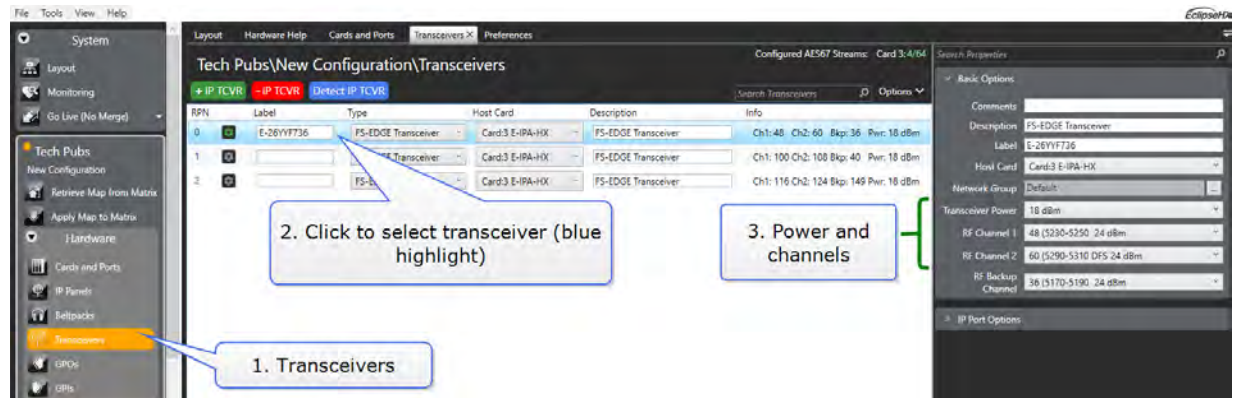 File Tools View Help
EclipseHX
System
Layout
Monitoring
Go Live (No Merge)
Tech Pubs
New Configuration
Retrieve Map from Matrix
Apply Map to Matrix
Hardware
Cards and Ports
IP Panels
Beltpacks
Transceivers
GPOs
GPIs
Layout Hardware Help Cards and Ports Transceivers X Preferences
Tech Pubs\New Configuration\Transceivers
Configured AES67 Streams: Card 3:4/64
+ IP TCVR - IP TCVR Detect IP TCVR
Search Transceivers Options
RPN Label Type Host Card Description Info
0 E-26YYF736 FS-EDGE Transceiver Card:3 E-IPA-HX FS-EDGE Transceiver Ch1: 48 Ch2: 60 Bkp: 36 Pwr: 18 dBm
1 FS-EDGE Transceiver Card:3 E-IPA-HX FS-EDGE Transceiver Ch1: 100 Ch2: 108 Bkp: 40 Pwr: 18 dBm
2 Card:3 E-IPA-HX FS-EDGE Transceiver Ch1: 116 Ch2: 124 Bkp: 149 Pwr: 18 dBm
2. Click to select transceiver (blue
highlight)
3. Power and
channels
1. Transceivers
Search Properties
Basic Options
Comments
Description FS-EDGE Transceiver
Label E-26YYF736
Host Card Card:3 E-IPA-HX
Network Group Default ...
Transceiver Power 18 dBm
RF Channel 1 48 (5230-5250 24 dBm
RF Channel 2 60 (5290-5310 DFS 24 dBm
RF Backup
Channel 36 (5170-5190 24 dBm
IP Port Options